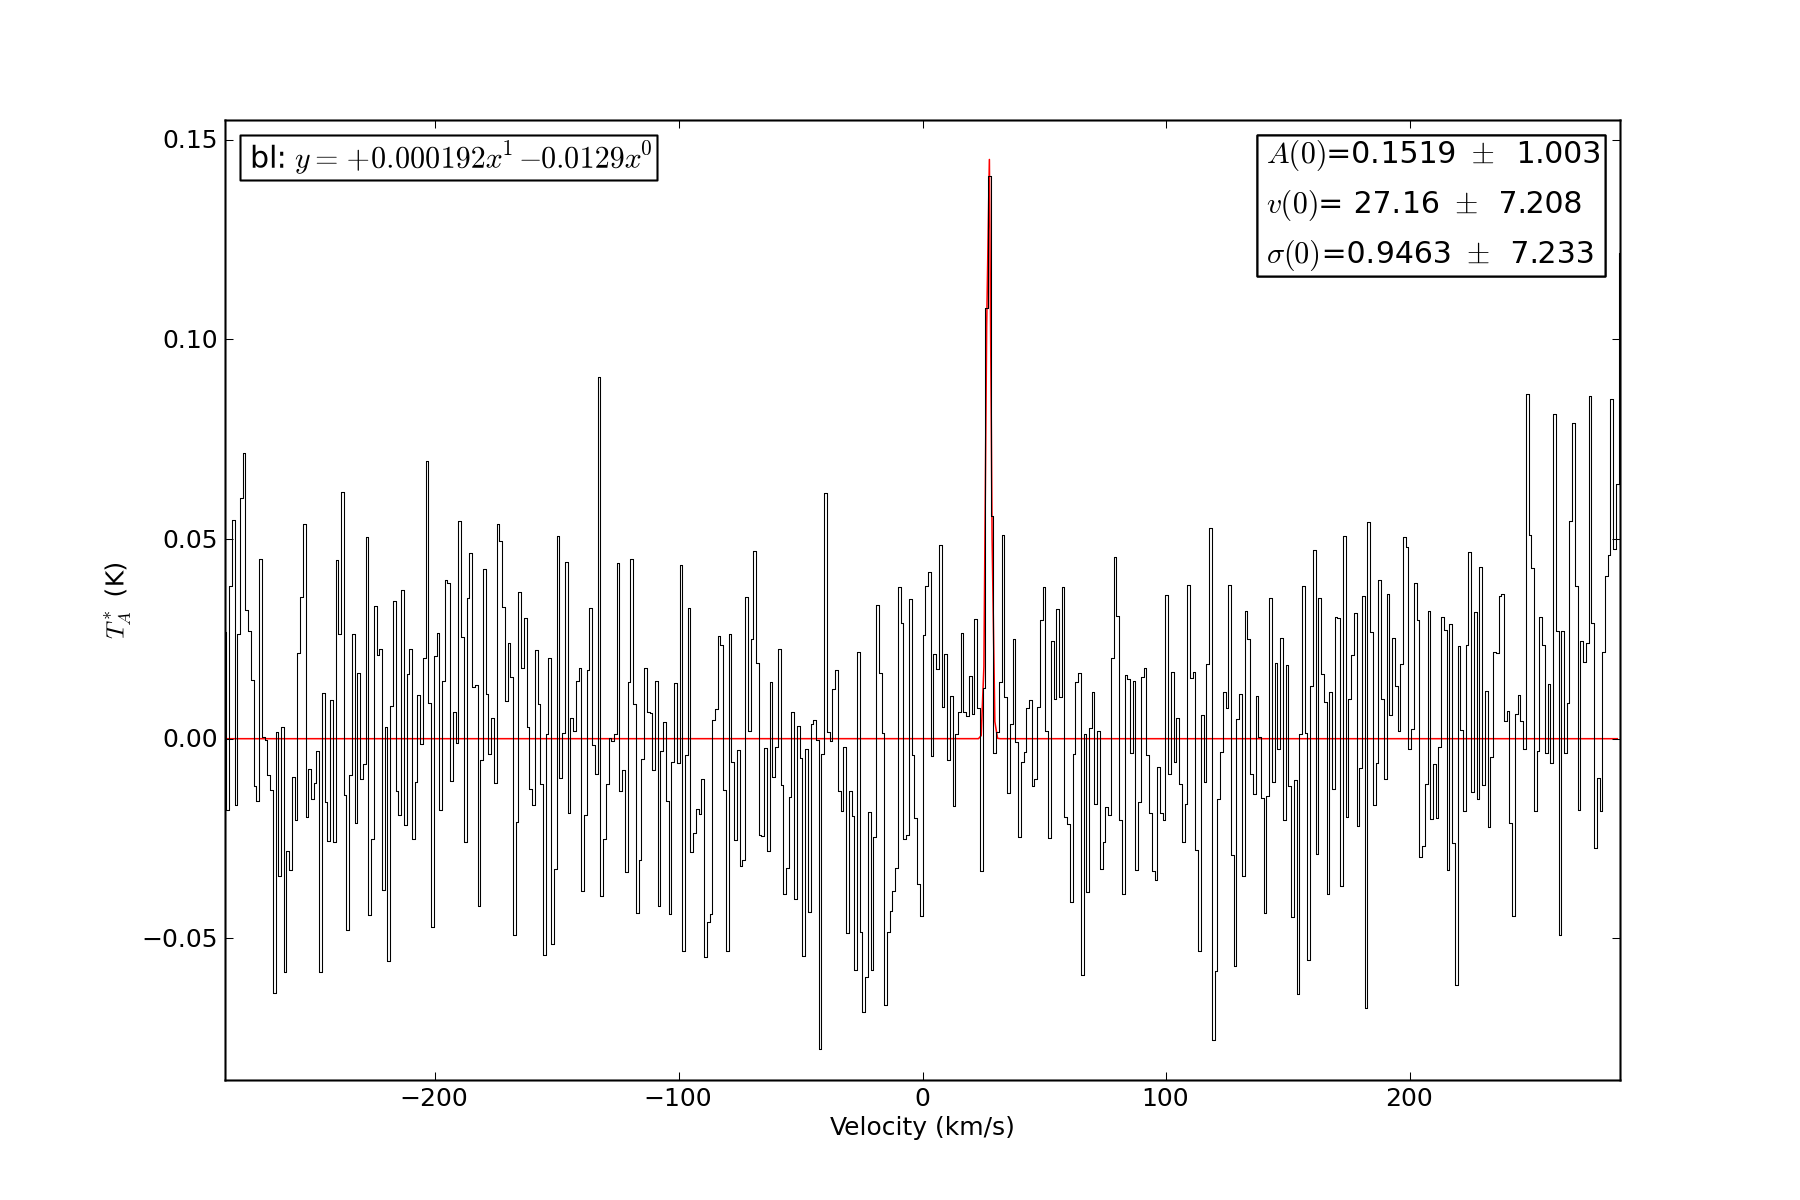 bl: y = +0.000192x¹ −0.0129x⁰
A(0)=0.1519 ± 1.003
v(0)= 27.16 ± 7.208
σ(0)=0.9463 ± 7.233
0.15
0.10
0.05
0.00
−0.05
T*_A (K)
−200 −100 0 100 200
Velocity (km/s)